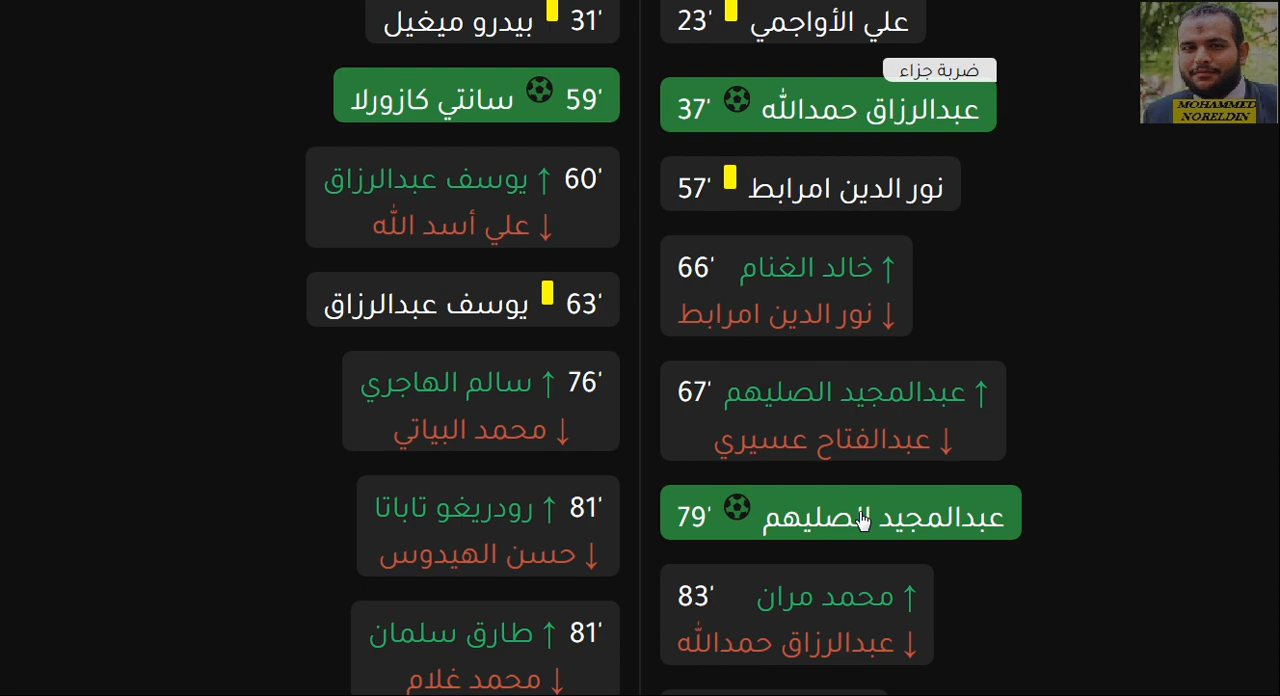 علي الأواجمي 23'
ضربة جزاء
عبدالرزاق حمدالله 37'
نور الدين امرابط 57'
↑ خالد الغنام 66'
↓ نور الدين امرابط
↑ عبدالمجيد الصليهم 67'
↓ عبدالفتاح عسيري
عبدالمجيد الصليهم 79'
↑ محمد مران 83'
↓ عبدالرزاق حمدالله
31' بيدرو ميغيل
59' سانتي كازورلا
60' ↑ يوسف عبدالرزاق
↓ علي أسد الله
63' يوسف عبدالرزاق
76' ↑ سالم الهاجري
↓ محمد البياتي
81' ↑ رودريغو تاباتا
↓ حسن الهيدوس
81' ↑ طارق سلمان
↓ محمد غلام
MOHAMMED
NORELDIN